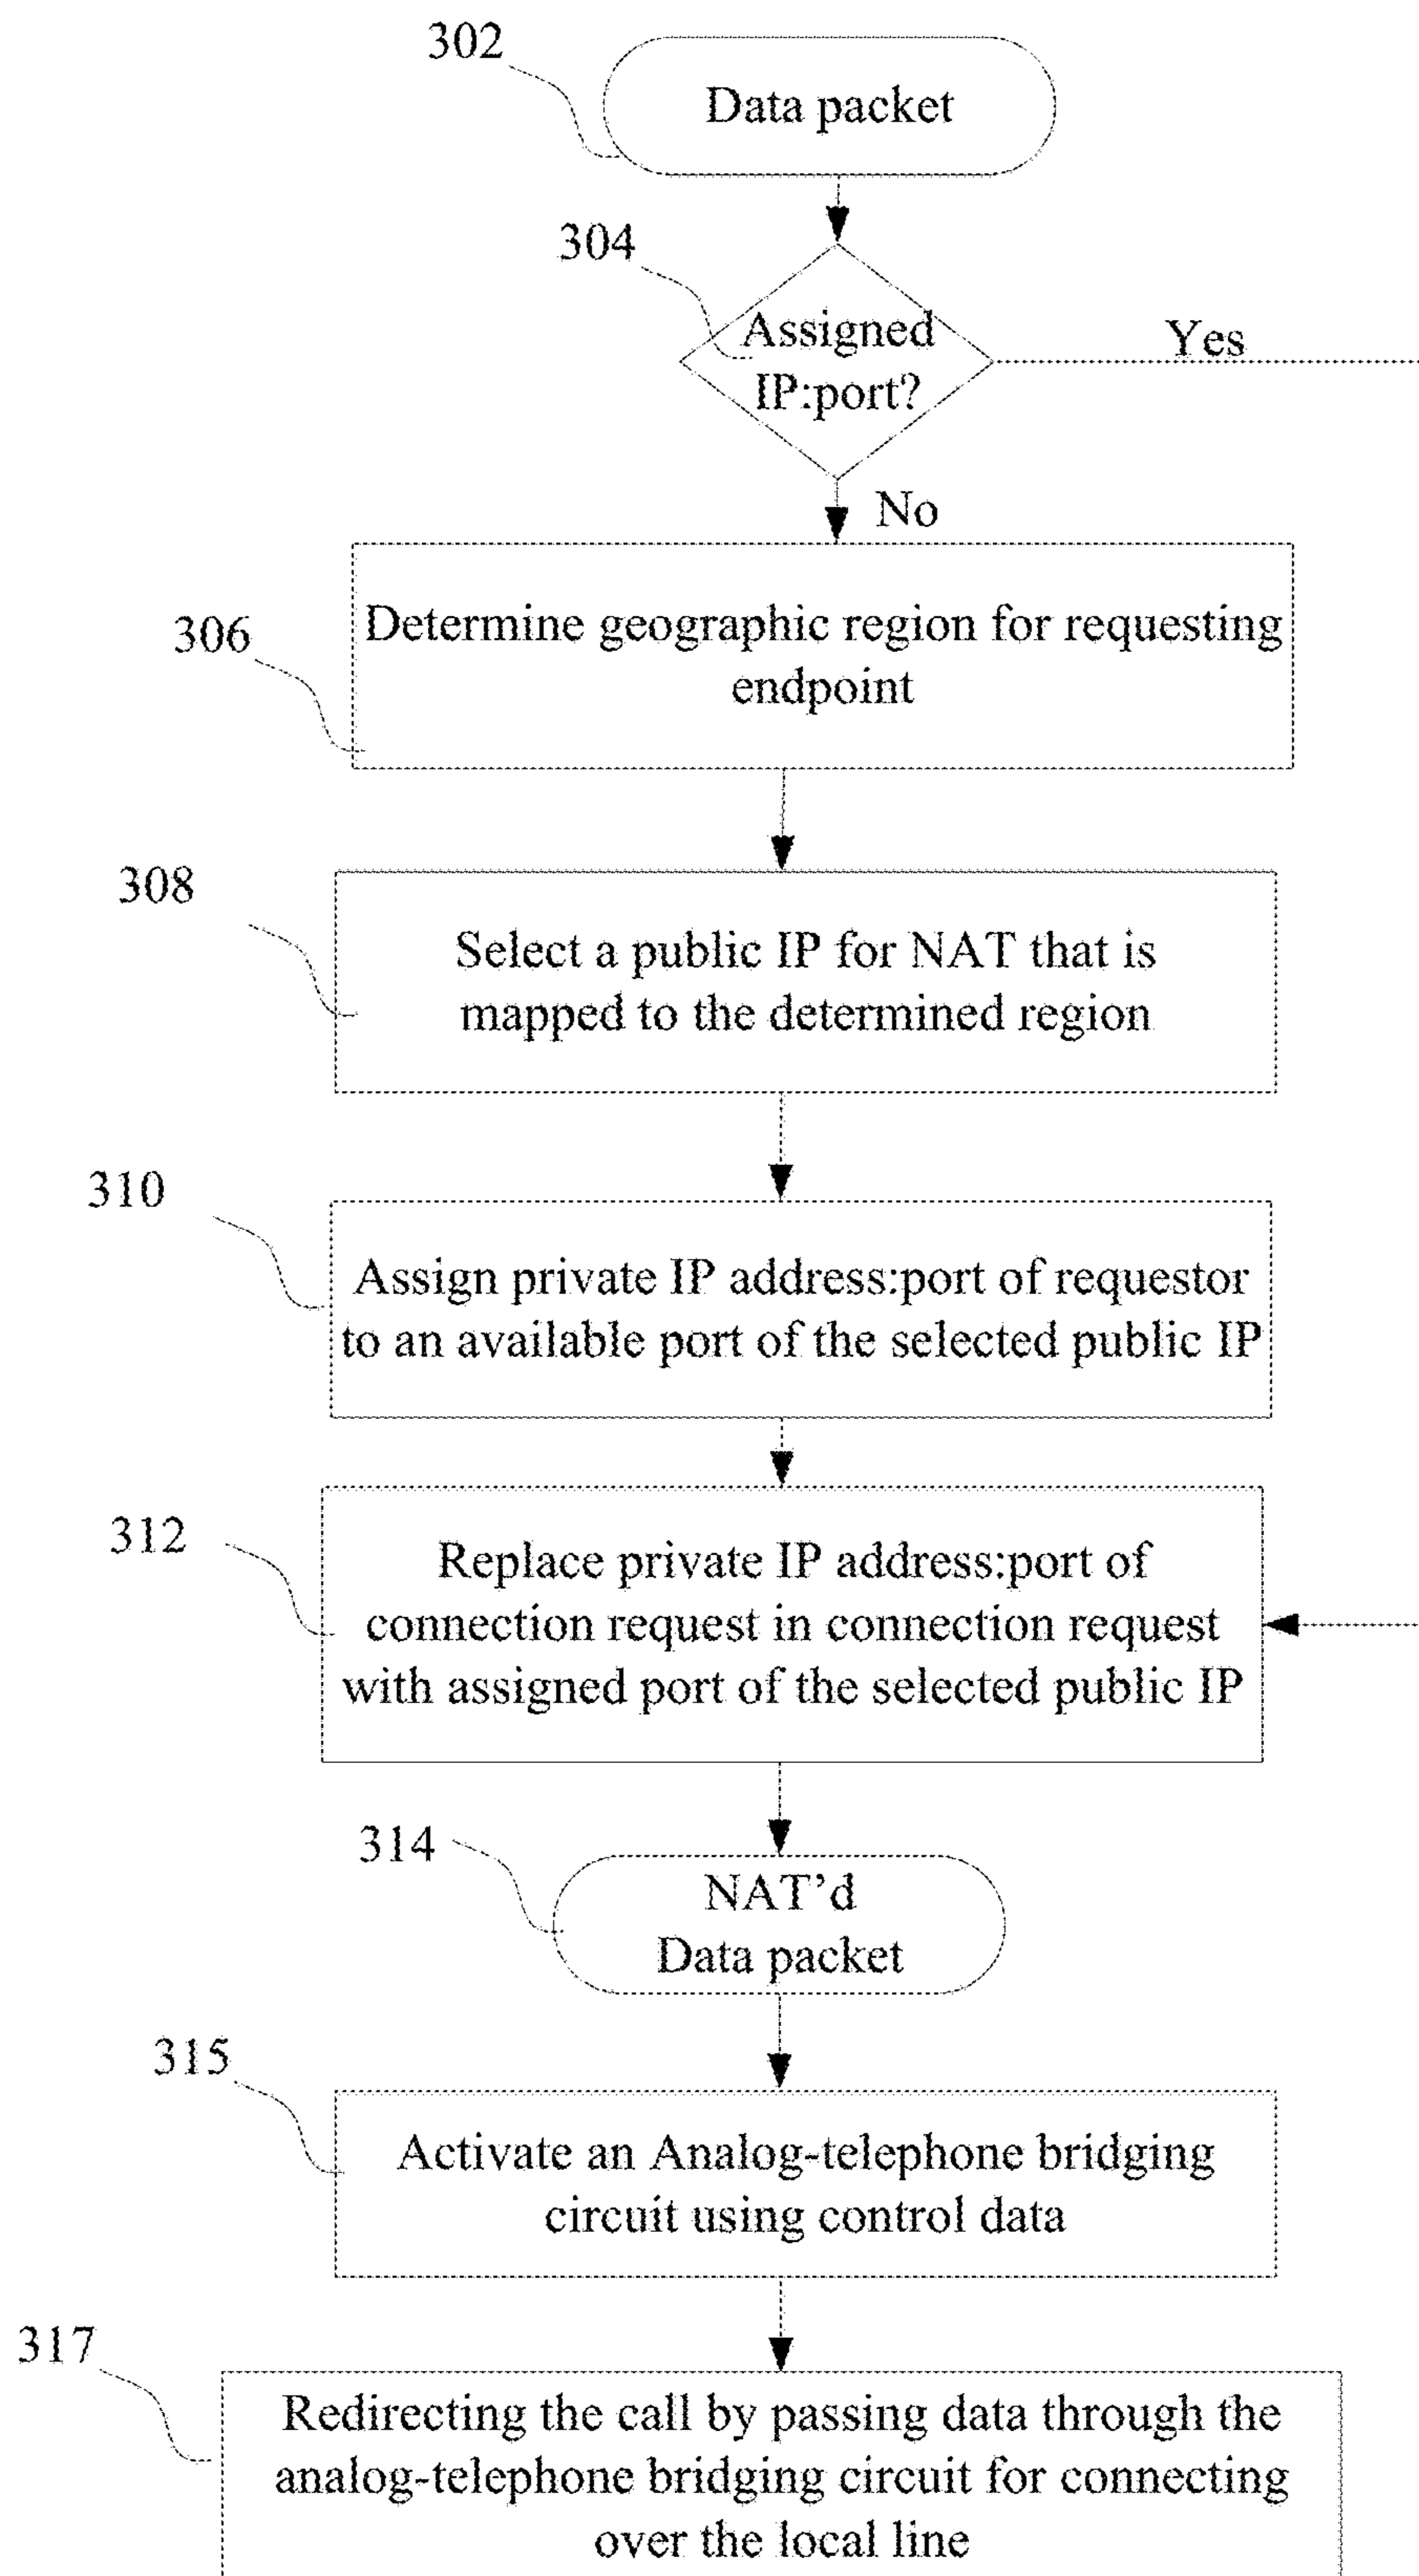 302
Data packet
304
Assigned
IP:port?
Yes
No
306
Determine geographic region for requesting
endpoint
308
Select a public IP for NAT that is
mapped to the determined region
310
Assign private IP address:port of requestor
to an available port of the selected public IP
312
Replace private IP address:port of
connection request in connection request
with assigned port of the selected public IP
314
NAT’d
Data packet
315
Activate an Analog-telephone bridging
circuit using control data
317
Redirecting the call by passing data through the
analog-telephone bridging circuit for connecting
over the local line